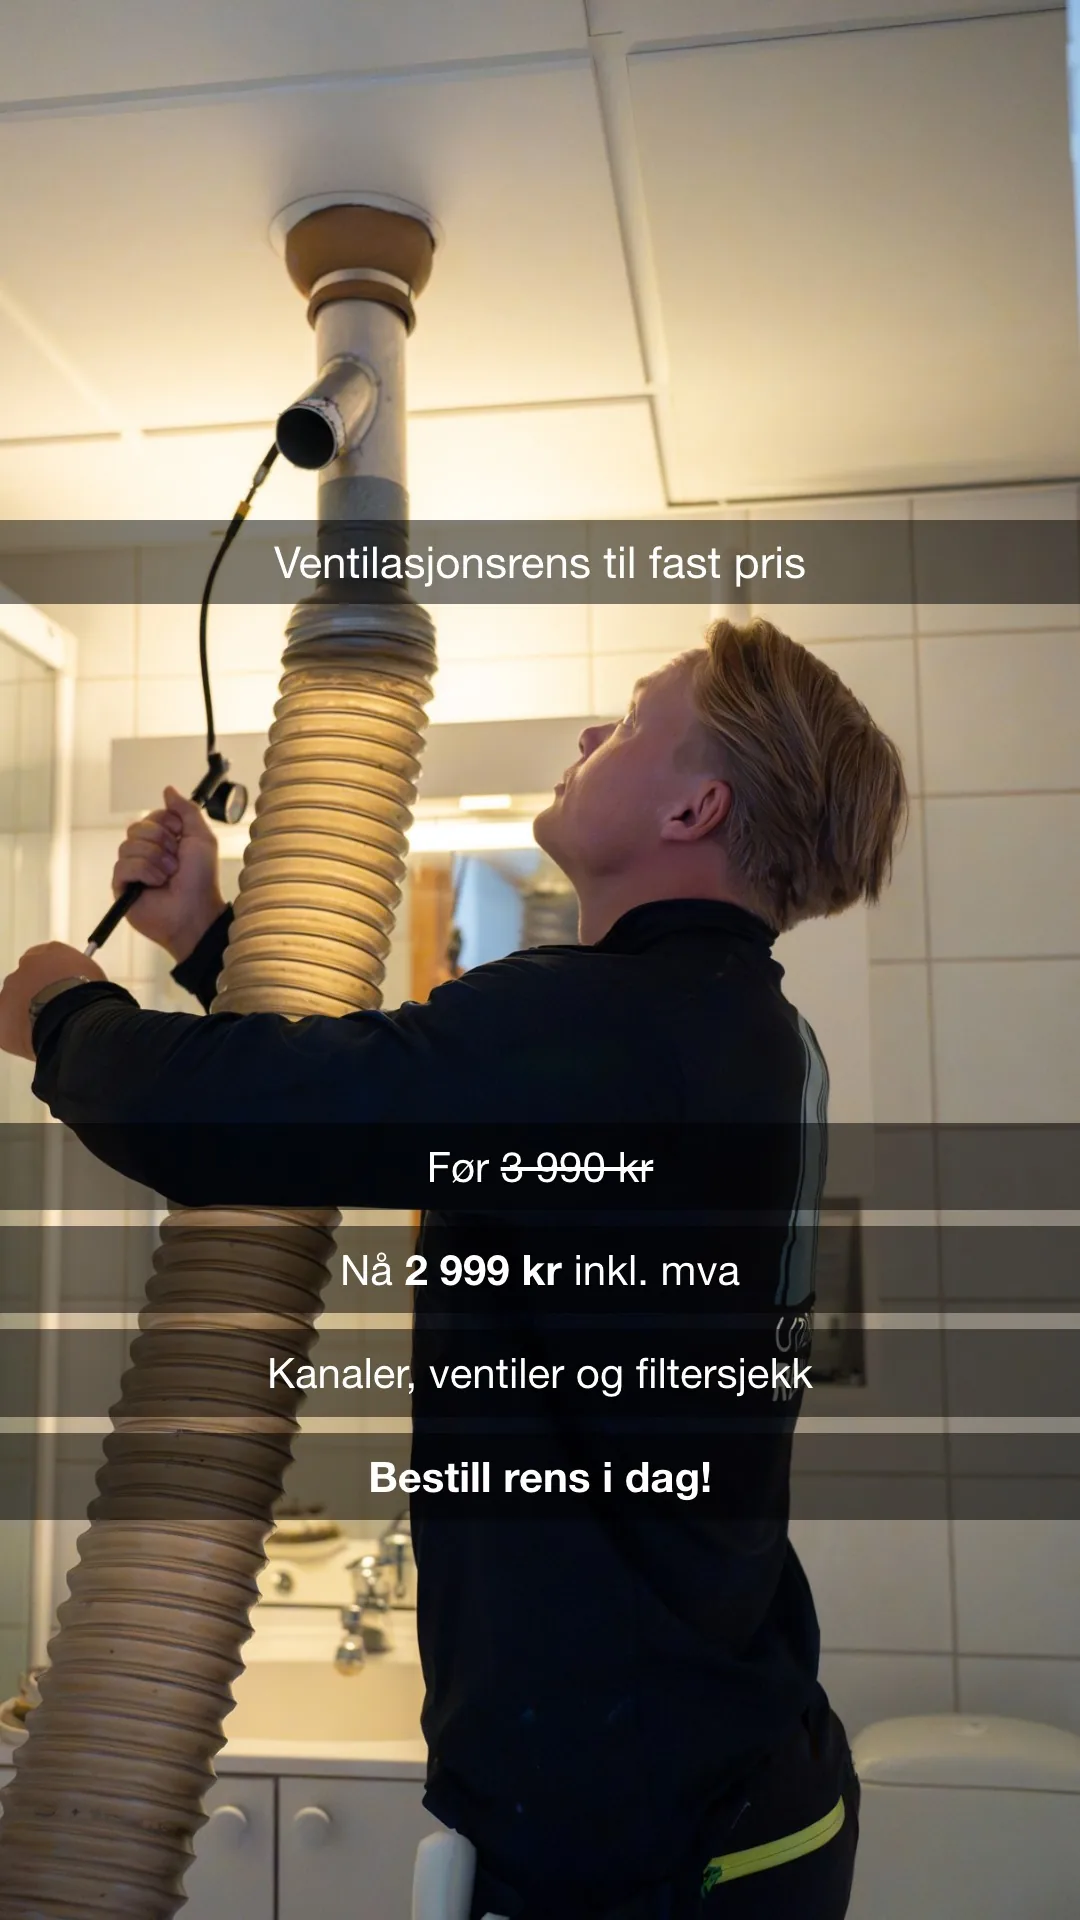 Ventilasjonsrens til fast pris
Før 3 990 kr
Nå 2 999 kr inkl. mva
Kanaler, ventiler og filtersjekk
Bestill rens i dag!